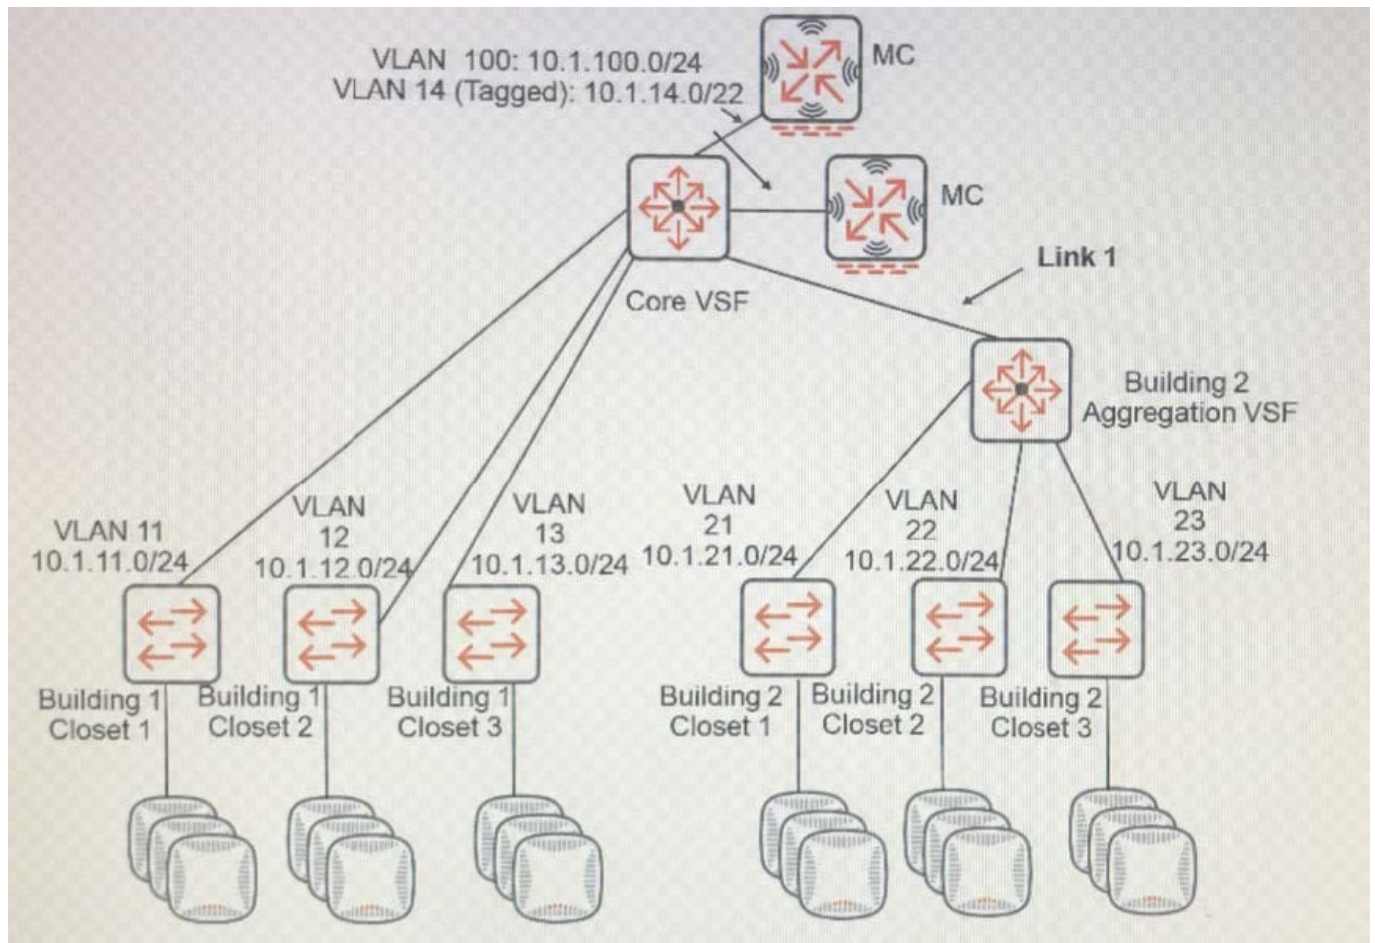 VLAN 100: 10.1.100.0/24
VLAN 14 (Tagged): 10.1.14.0/22
MC
MC
Link 1
Core VSF
Building 2
Aggregation VSF
VLAN 11
10.1.11.0/24
VLAN
12
10.1.12.0/24
VLAN
13
10.1.13.0/24
VLAN
21
10.1.21.0/24
VLAN
22
10.1.22.0/24
VLAN
23
10.1.23.0/24
Building 1
Closet 1
Building 1
Closet 2
Building 1
Closet 3
Building 2
Closet 1
Building 2
Closet 2
Building 2
Closet 3